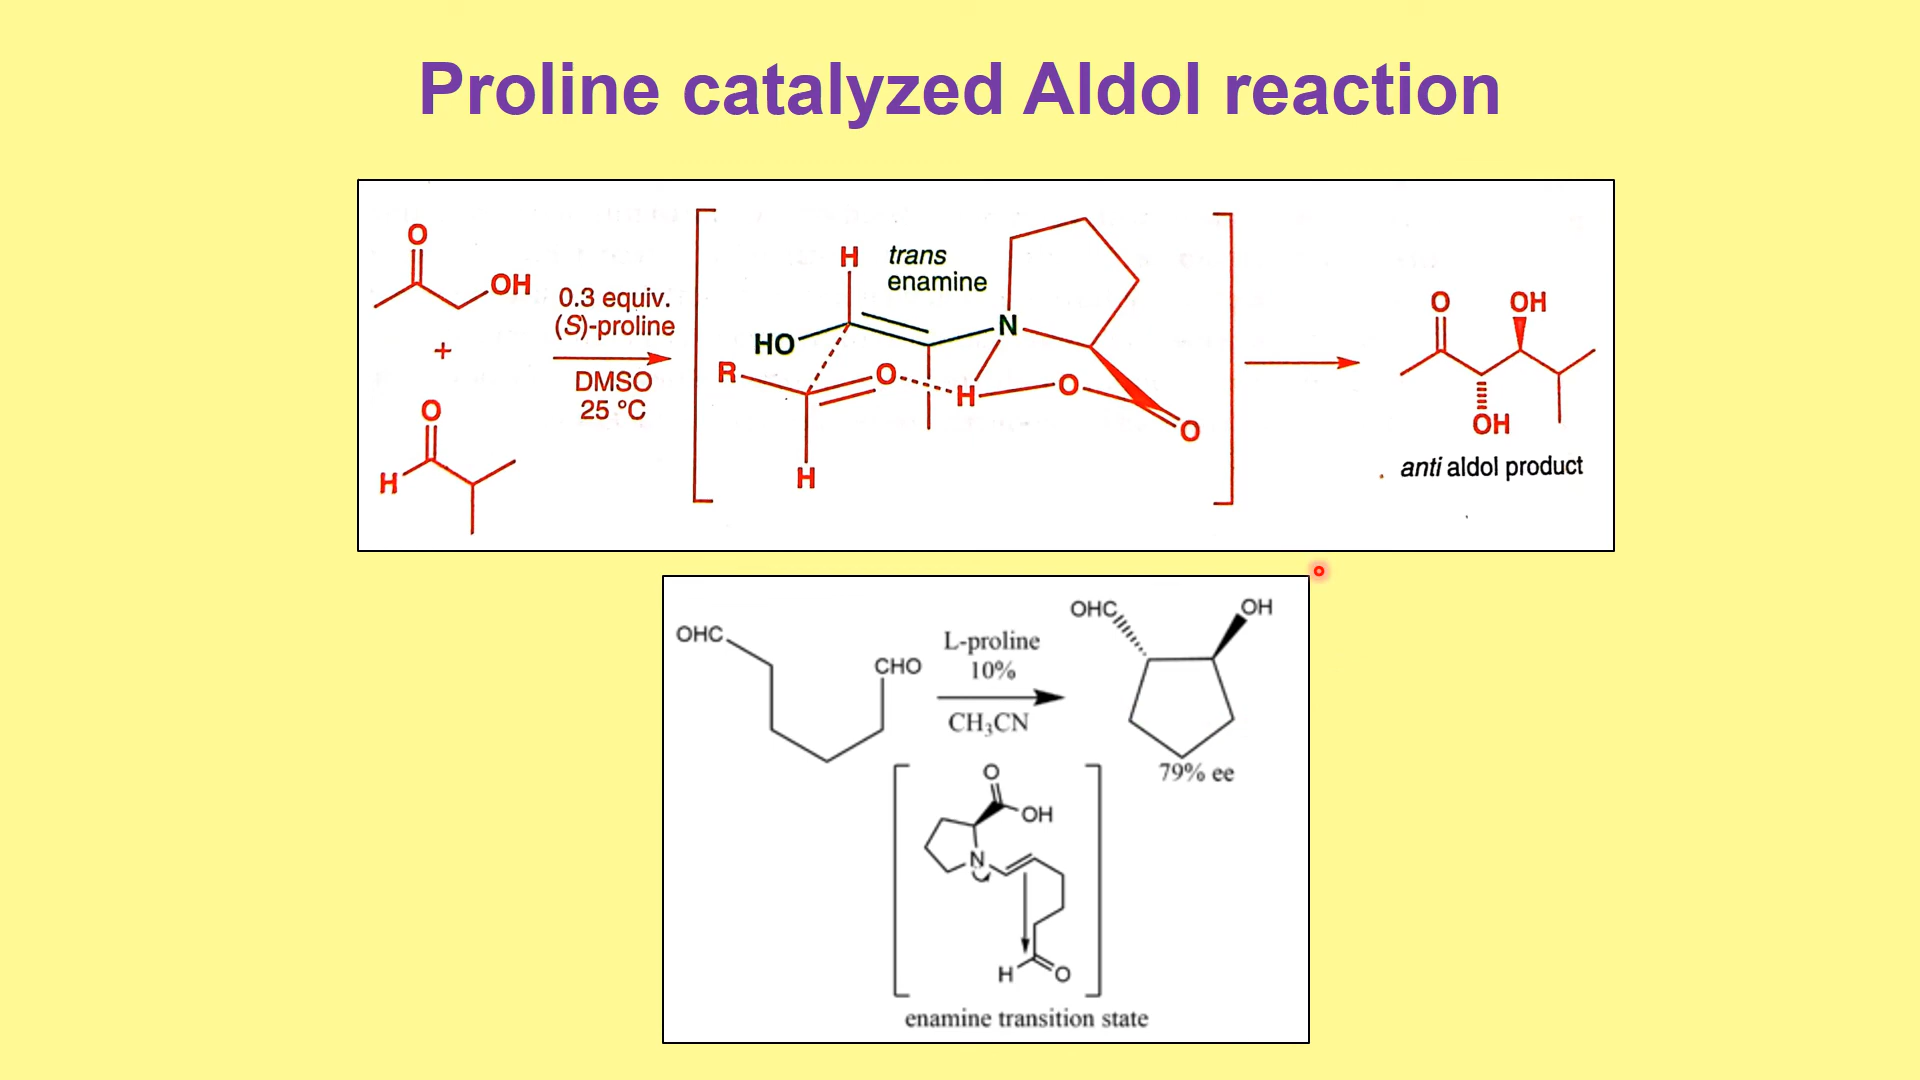 Proline catalyzed Aldol reaction
O
OH
+
O
H
0.3 equiv.
(S)-proline
DMSO
25 °C
H
trans
enamine
HO
N
R
O
H
O
O
H
O
OH
OH
anti aldol product
OHC
CHO
L-proline
10%
CH₃CN
OHC
OH
79% ee
O
OH
N
H
O
enamine transition state